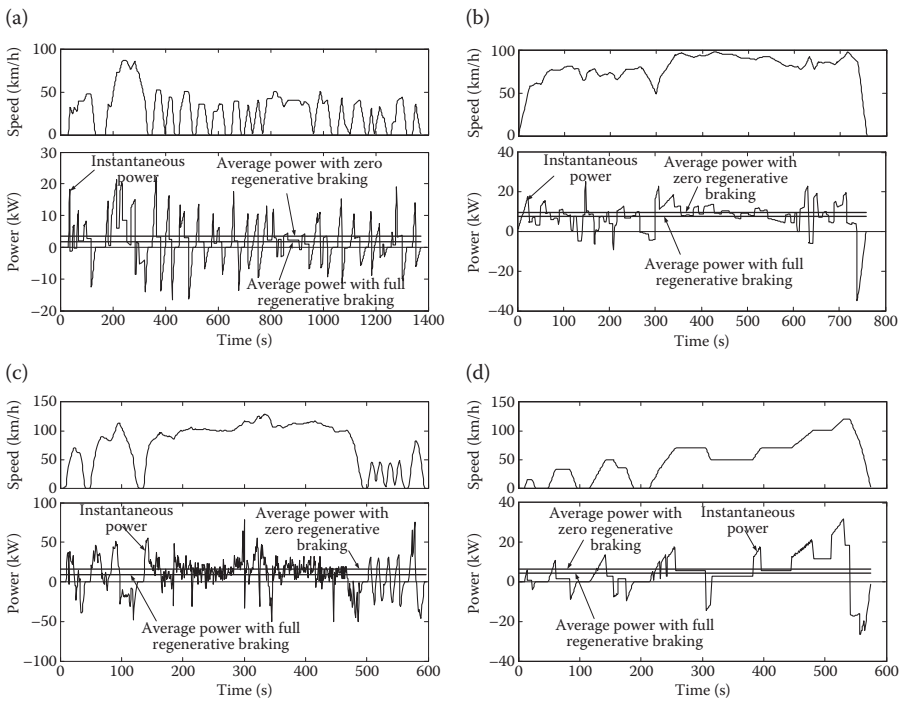 (a)
100
50
0
Speed (km/h)
30
20
10
0
−10
−20
Power (kW)
Instantaneous
power
Average power with zero
regenerative
braking
Average power with full
regenerative braking
0 200 400 600 800 1000 1200 1400
Time (s)
(b)
100
50
0
Speed (km/h)
40
20
0
−20
−40
Power (kW)
Instantaneous
power
Average power with
zero regenerative
braking
Average power with full
regenerative braking
0 100 200 300 400 500 600 700 800
Time (s)
(c)
150
100
50
0
Speed (km/h)
100
50
0
−50
−100
Power (kW)
Instantaneous
power
Average power with
zero regenerative
braking
Average power with full
regenerative braking
0 100 200 300 400 500 600
Time (s)
(d)
150
100
50
0
Speed (km/h)
40
20
0
−20
40
Power (kW)
Average power with
zero regenerative
braking
Instantaneous
power
Average power with full
regenerative braking
0 100 200 300 400 500 600
Time (s)